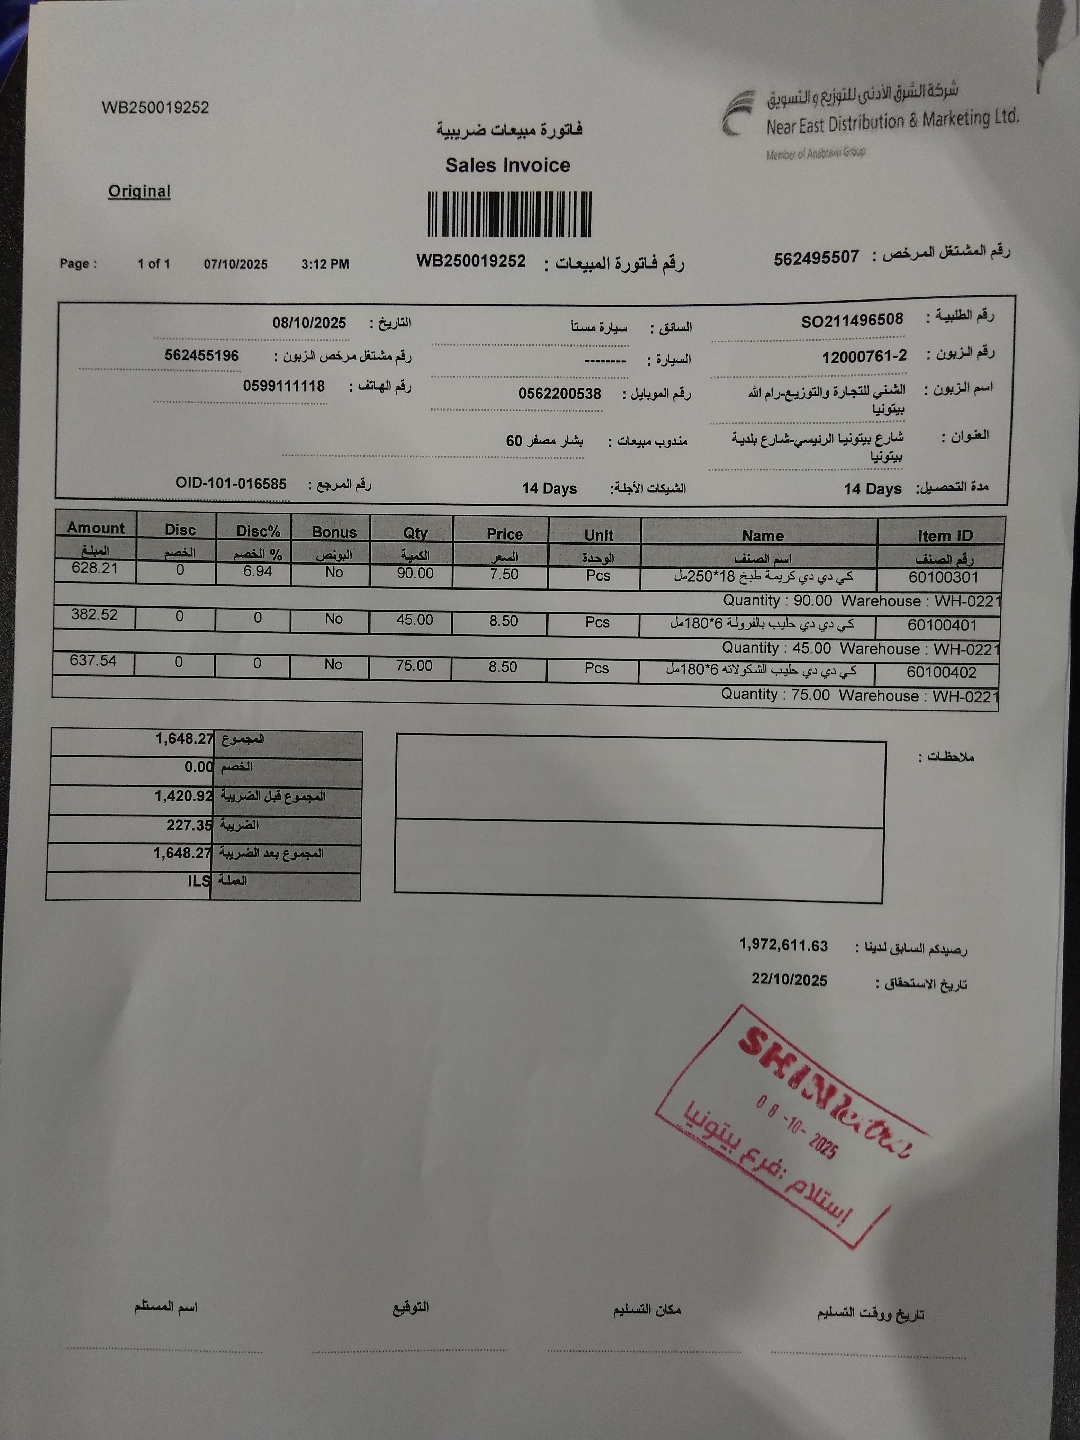 WB250019252
شركة الشرق الأدنى للتوزيع و التسويق
Near East Distribution & Marketing Ltd.
Member of Anabtawi Group
فاتورة مبيعات ضريبية
Sales Invoice
Original
Page : 1 of 1 07/10/2025 3:12 PM
رقم فاتورة المبيعات : WB250019252
رقم المشتغل المرخص : 562495507
رقم الطلبية : SO211496508 السائق : سيارة مستأ التاريخ : 08/10/2025
رقم الزبون : 12000761-2 السيارة : -------- رقم مشتغل مرخص الزبون : 562455196
اسم الزبون : الشني للتجارة والتوزيع-رام الله رقم الموبايل : 0562200538 رقم الهاتف : 0599111118
بيتونيا
العنوان : شارع بيتونيا الرئيسي-شارع بلدية مندوب مبيعات : بشار مصفر 60
بيتونيا
مدة التحصيل: 14 Days الشيكات الآجلة: 14 Days رقم المرجع : OID-101-016585
Amount Disc Disc% Bonus Qty Price Unit Name Item ID
المبلغ الخصم الخصم % البونص الكمية السعر الوحدة اسم الصنف رقم الصنف
628.21 0 6.94 No 90.00 7.50 Pcs كي دي دي كريمة طبخ 18*250مل 60100301
Quantity : 90.00 Warehouse : WH-0221
382.52 0 0 No 45.00 8.50 Pcs كي دي دي حليب بالفرولة 6*180مل 60100401
Quantity : 45.00 Warehouse : WH-0221
637.54 0 0 No 75.00 8.50 Pcs كي دي دي حليب الشكولاته 6*180مل 60100402
Quantity : 75.00 Warehouse : WH-0221
المجموع 1,648.27
الخصم 0.00
المجموع قبل الضريبة 1,420.92
الضريبة 227.35
المجموع بعد الضريبة 1,648.27
العملة ILS
ملاحظات :
رصيدكم السابق لدينا : 1,972,611.63
تاريخ الاستحقاق : 22/10/2025
08-10-2025
إستلام :فرع بيتونيا
تاريخ ووقت التسليم مكان التسليم التوقيع اسم المستلم